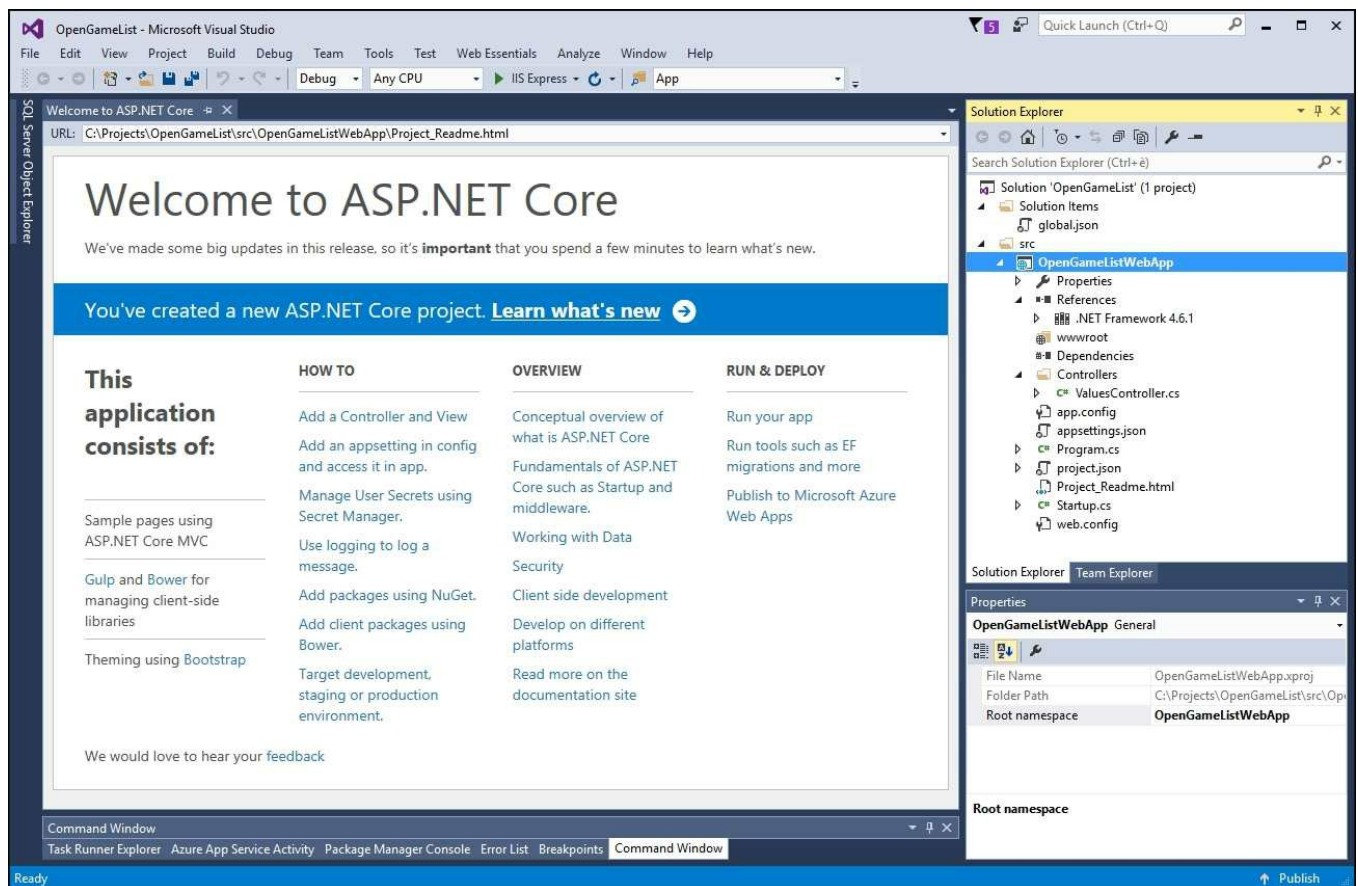 OpenGameList - Microsoft Visual Studio
5
Quick Launch (Ctrl+Q)
File Edit View Project Build Debug Team Tools Test Web Essentials Analyze Window Help
Debug Any CPU IIS Express App
SQL Server Object Explorer
Welcome to ASP.NET Core
URL: C:\Projects\OpenGameList\src\OpenGameListWebApp\Project_Readme.html
Welcome to ASP.NET Core
We've made some big updates in this release, so it's important that you spend a few minutes to learn what's new.
You've created a new ASP.NET Core project. Learn what's new
This
application
consists of:
Sample pages using
ASP.NET Core MVC
Gulp and Bower for
managing client-side
libraries
Theming using Bootstrap
HOW TO
Add a Controller and View
Add an appsetting in config
and access it in app.
Manage User Secrets using
Secret Manager.
Use logging to log a
message.
Add packages using NuGet.
Add client packages using
Bower.
Target development,
staging or production
environment.
OVERVIEW
Conceptual overview of
what is ASP.NET Core
Fundamentals of ASP.NET
Core such as Startup and
middleware.
Working with Data
Security
Client side development
Develop on different
platforms
Read more on the
documentation site
RUN & DEPLOY
Run your app
Run tools such as EF
migrations and more
Publish to Microsoft Azure
Web Apps
We would love to hear your feedback
Command Window
Task Runner Explorer Azure App Service Activity Package Manager Console Error List Breakpoints Command Window
Solution Explorer
Search Solution Explorer (Ctrl+è)
Solution 'OpenGameList' (1 project)
Solution Items
global.json
src
OpenGameListWebApp
Properties
References
.NET Framework 4.6.1
wwwroot
Dependencies
Controllers
C# ValuesController.cs
app.config
appsettings.json
C# Program.cs
project.json
Project_Readme.html
C# Startup.cs
web.config
Solution Explorer Team Explorer
Properties
OpenGameListWebApp General
File Name OpenGameListWebApp.xproj
Folder Path C:\Projects\OpenGameList\src\Ope
Root namespace OpenGameListWebApp
Root namespace
Ready Publish